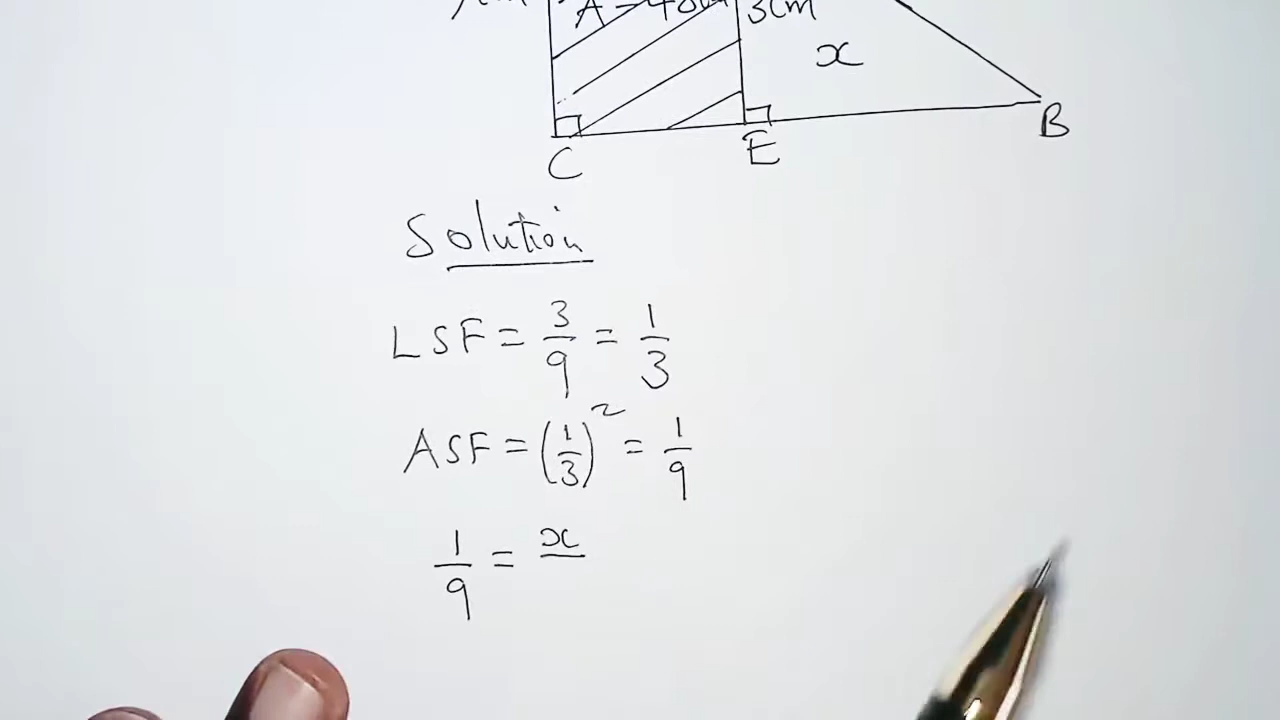 3cm
x
C E B
Solution
LSF = 3/9 = 1/3
ASF = (1/3)² = 1/9
1/9 = x/